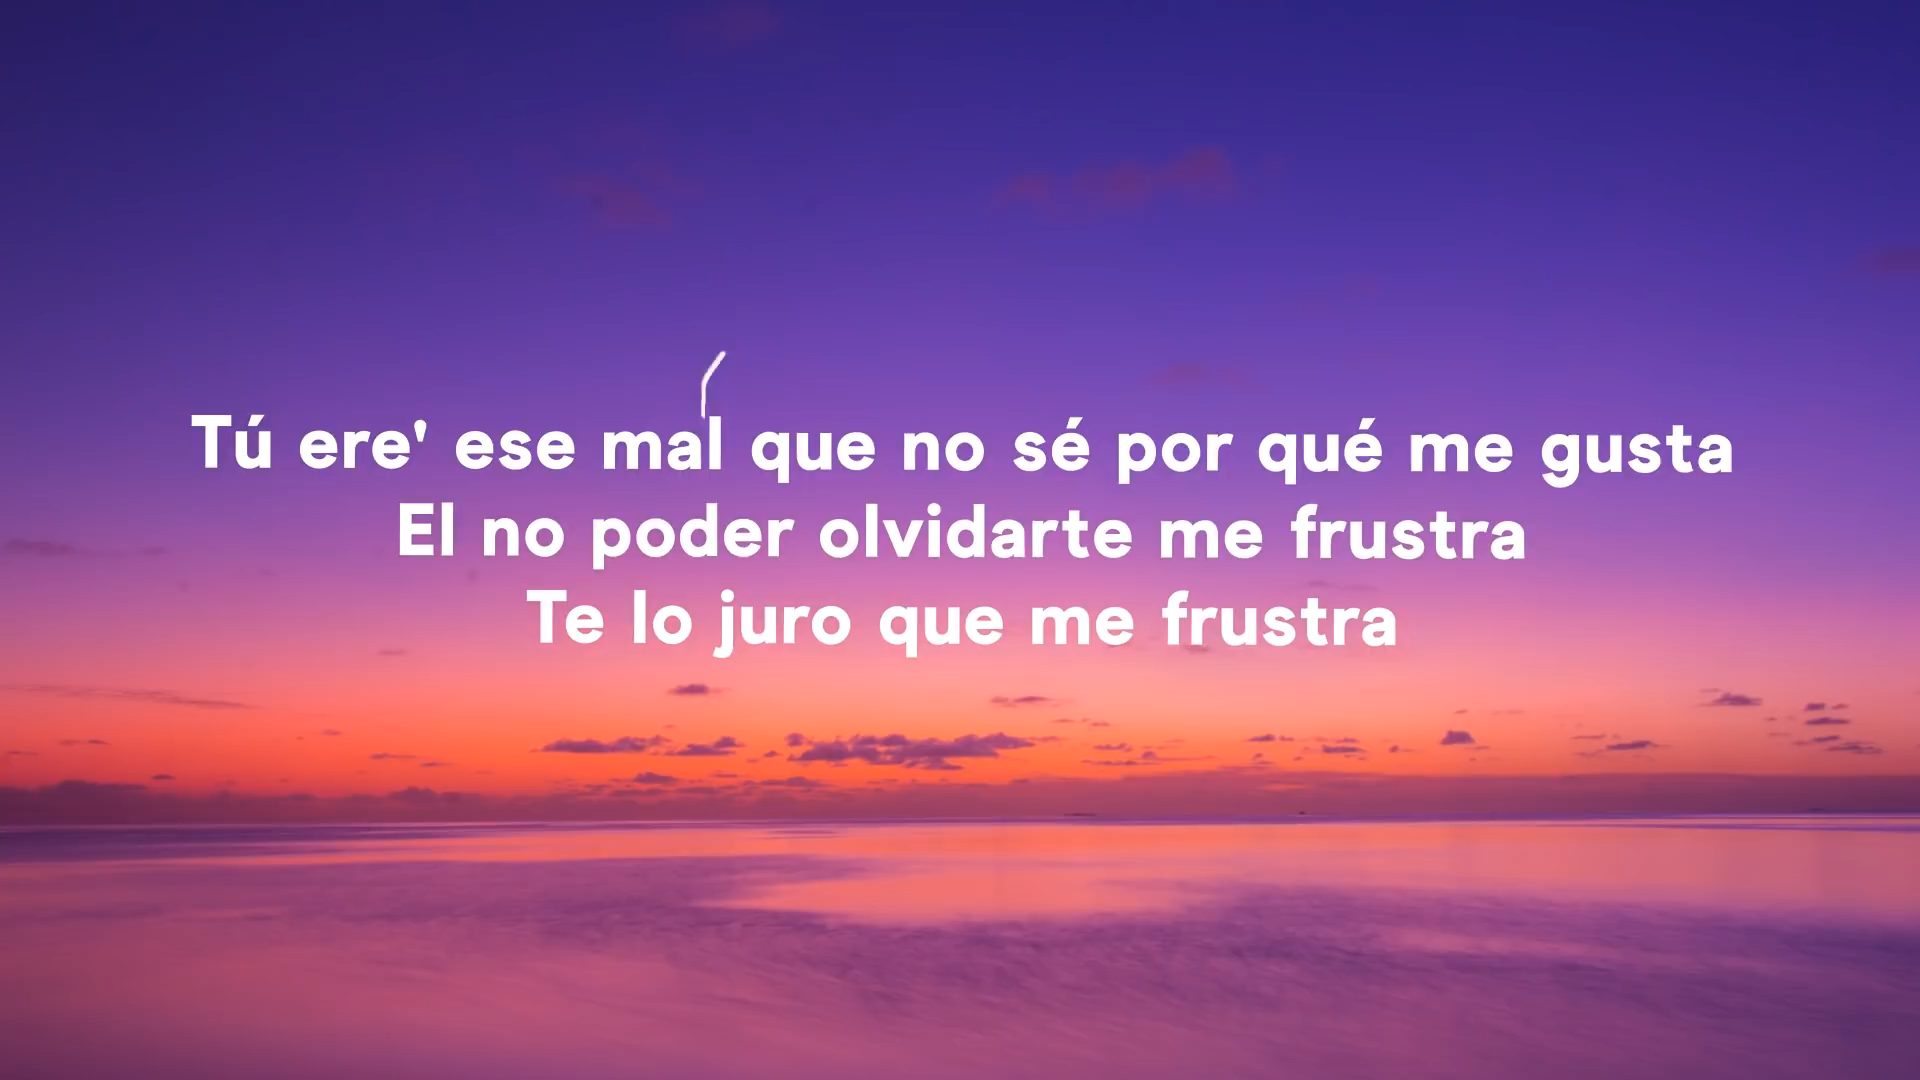 Tú ere' ese mal que no sé por qué me gusta
El no poder olvidarte me frustra
Te lo juro que me frustra